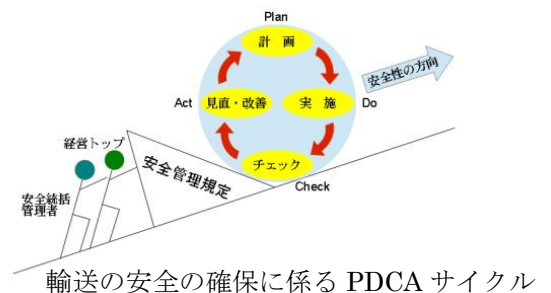 Plan
計 画
安全性の方向
Act
見直・改善
実 施
Do
経営トップ
安全管理規定
チェック
Check
安全統括
管理者
輸送の安全の確保に係る PDCA サイクル